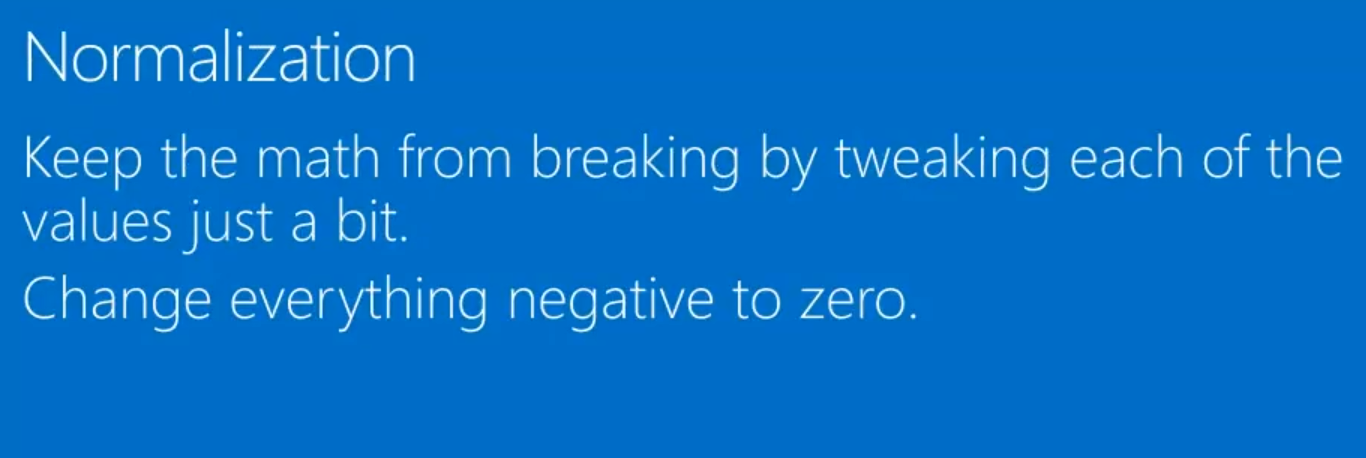 Normalization
Keep the math from breaking by tweaking each of the
values just a bit.
Change everything negative to zero.